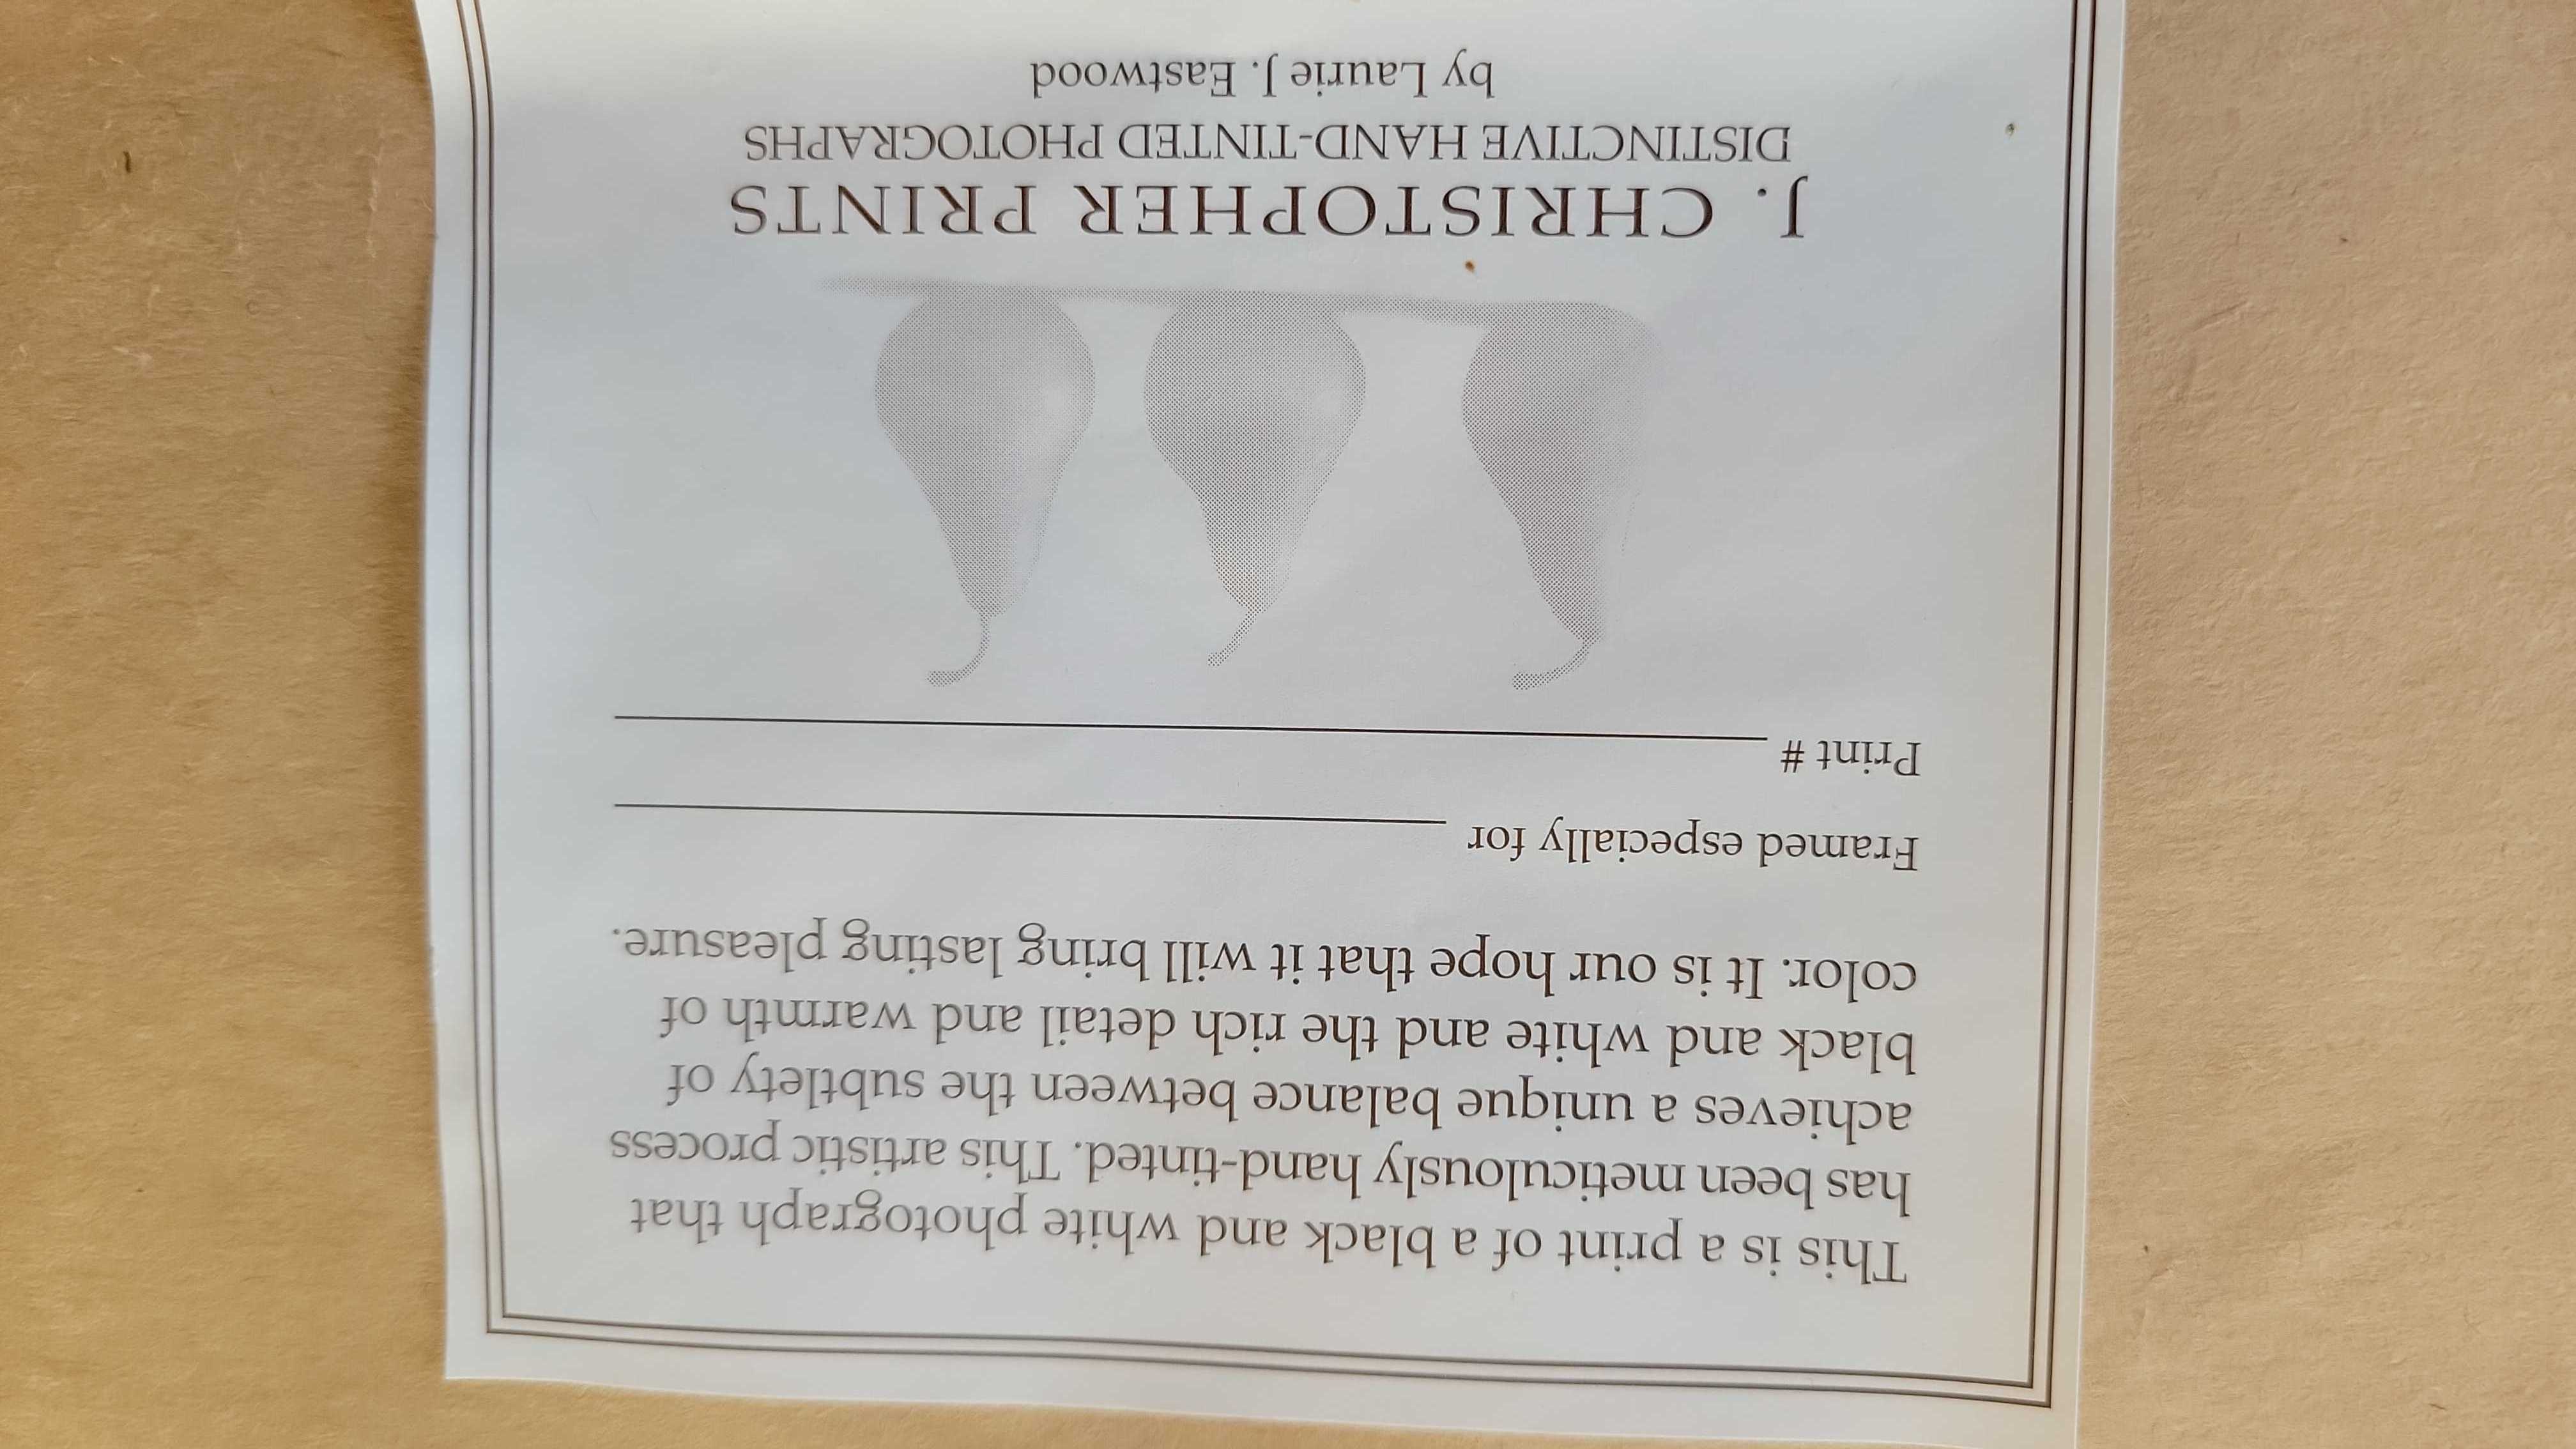 This is a print of a black and white photograph that
has been meticulously hand-tinted. This artistic process
achieves a unique balance between the subtlety of
black and white and the rich detail and warmth of
color. It is our hope that it will bring lasting pleasure.
Framed especially for
Print #
J. CHRISTOPHER PRINTS
DISTINCTIVE HAND-TINTED PHOTOGRAPHS
by Laurie J. Eastwood